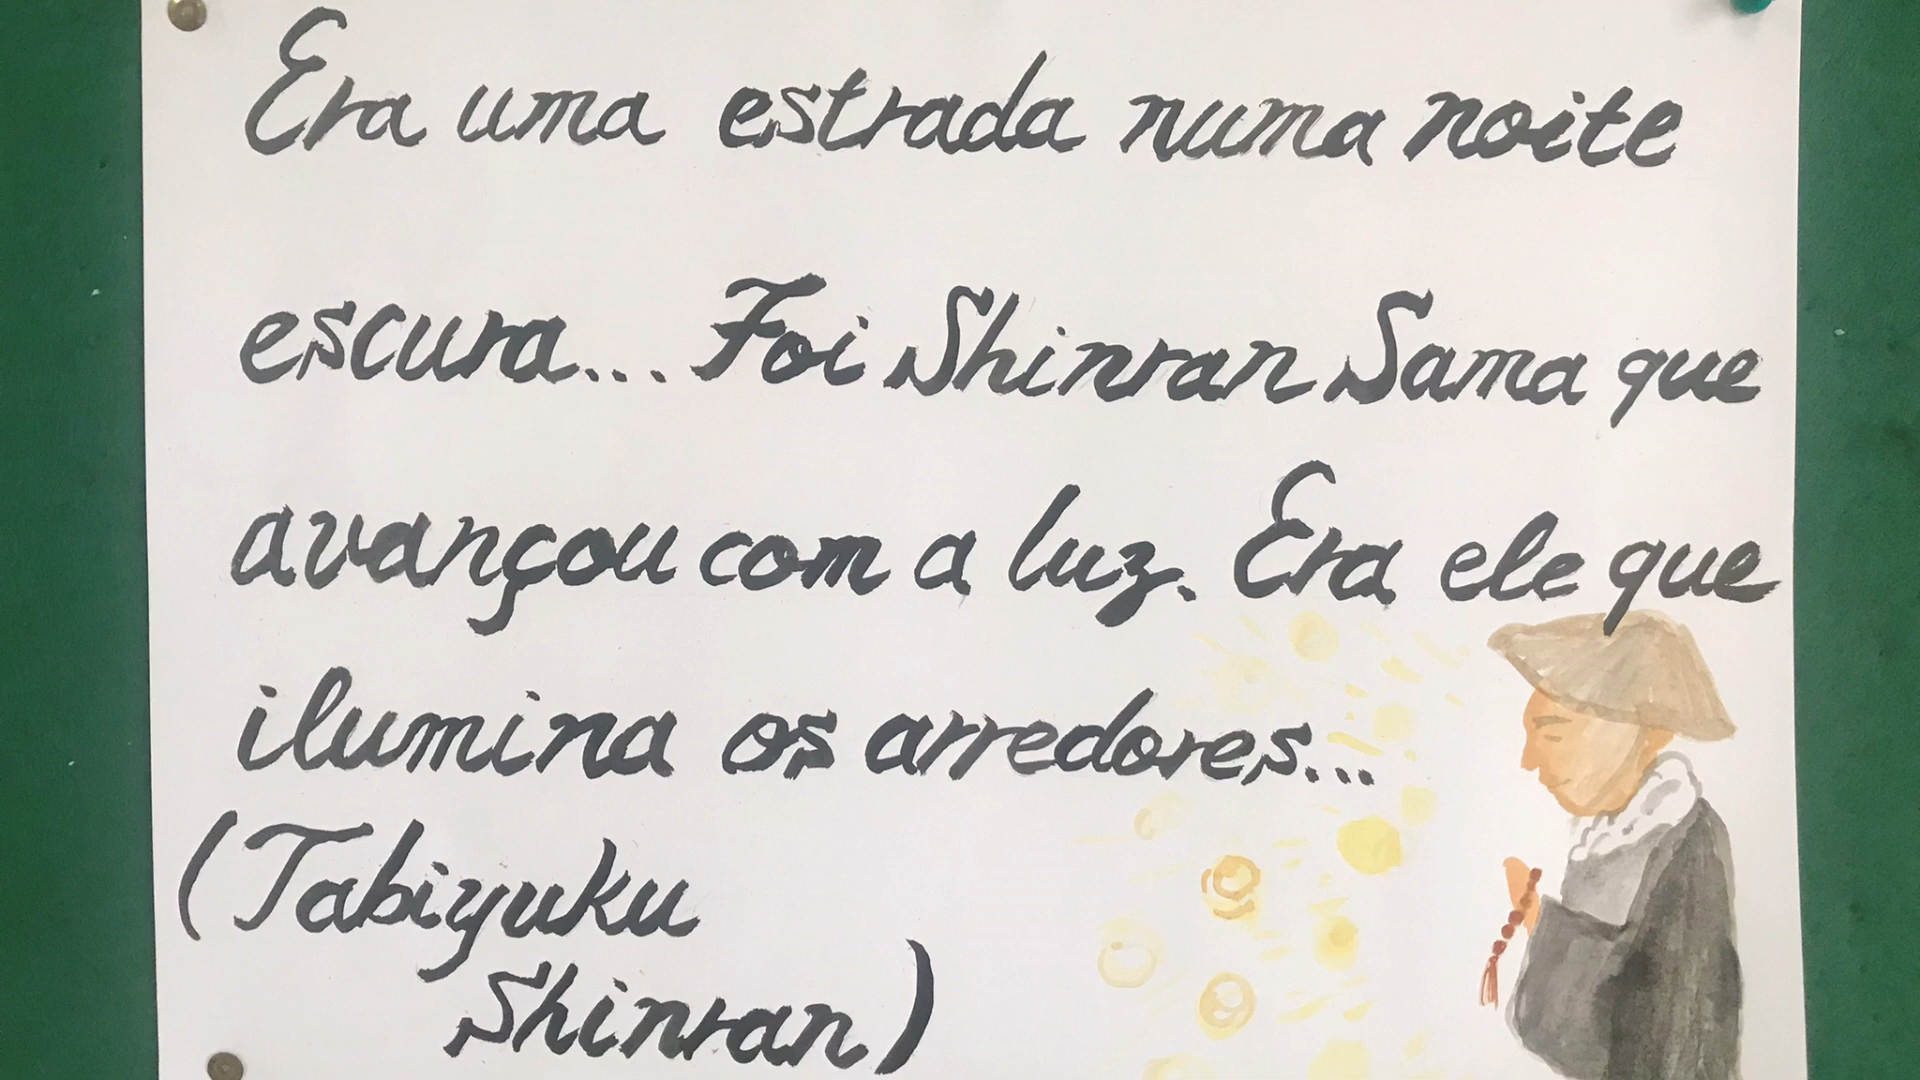 Era uma estrada numa noite
escura... Foi Shinran Sama que
avançou com a luz. Era ele que
ilumina os arredores...
(Tabiyuku
Shinran)